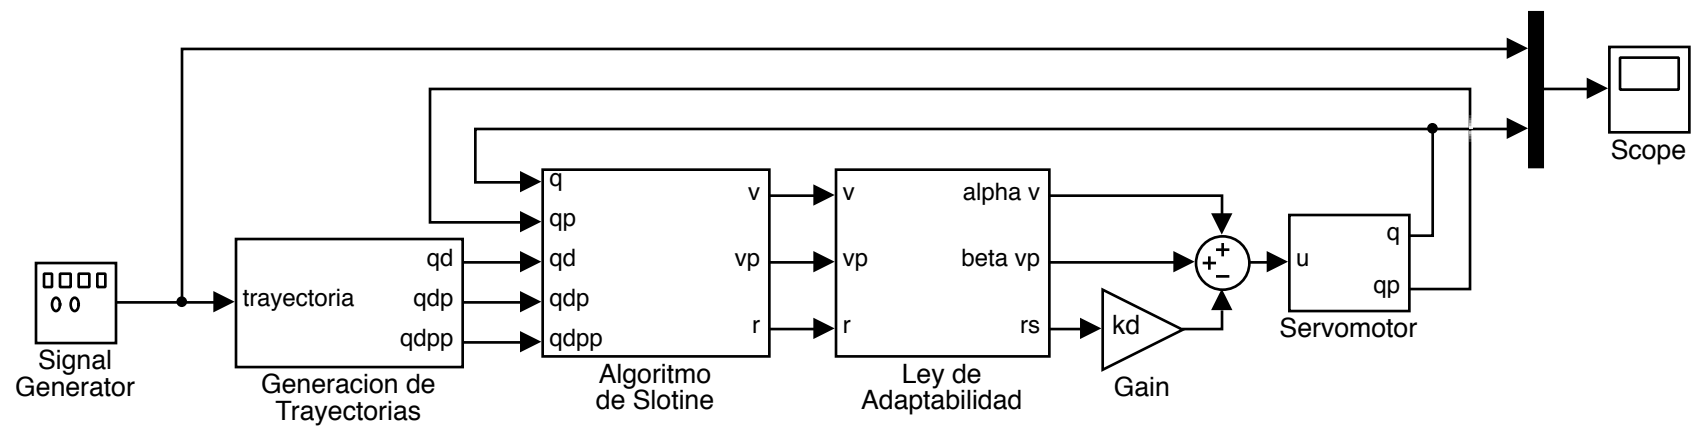 Scope
q
qp
qd
qdp
qdpp
v
vp
r
Algoritmo
de Slotine
v
vp
r
alpha v
beta vp
rs
Ley de
Adaptabilidad
kd
Gain
+
+
−
u
q
qp
Servomotor
trayectoria
qd
qdp
qdpp
Generacion de
Trayectorias
Signal
Generator